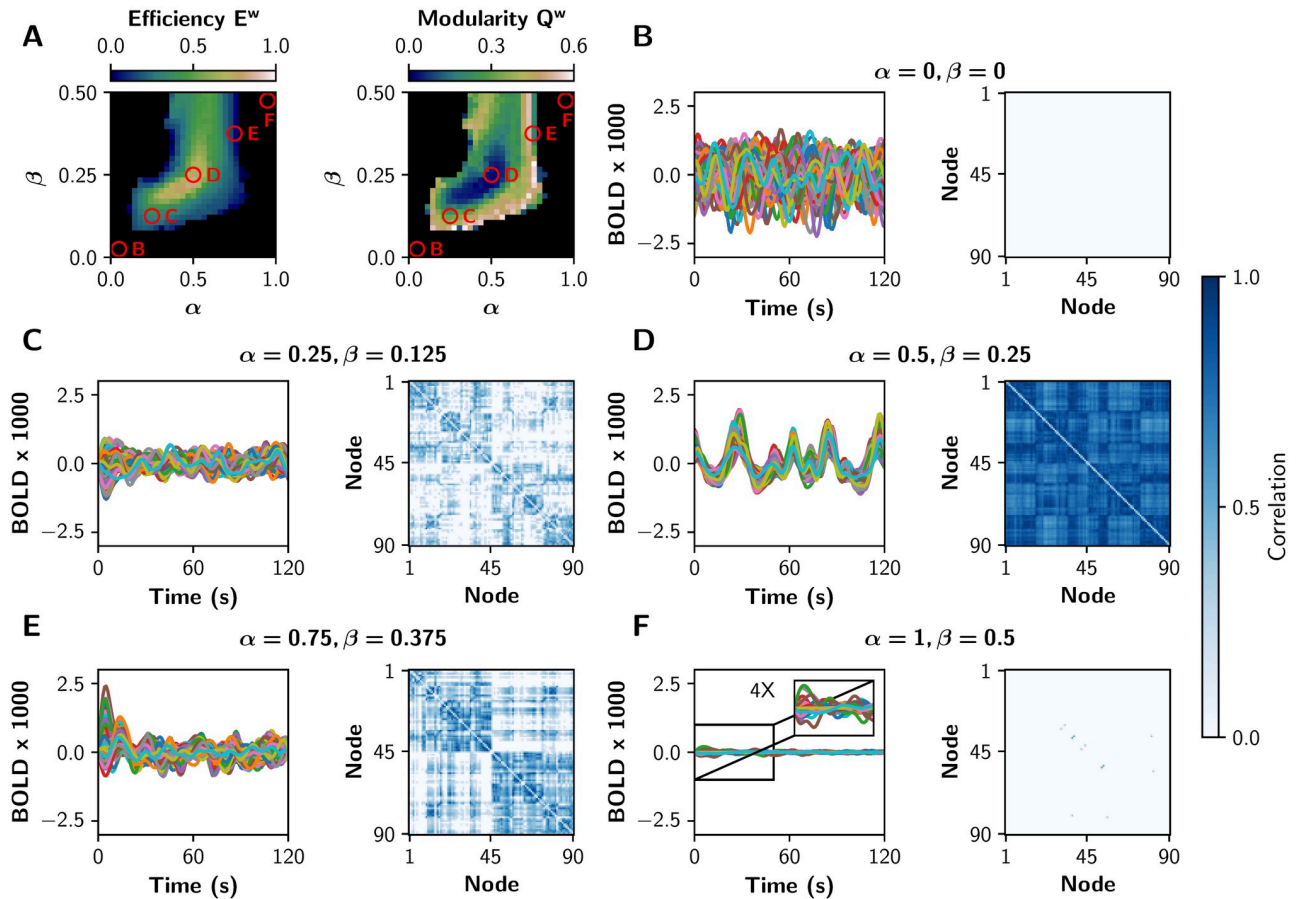 A
Efficiency Eʷ
0.0 0.5 1.0
0.50
0.25
0.0
β
0.0 0.5 1.0
α
B
C
D
E
F
Modularity Qʷ
0.0 0.3 0.6
0.50
0.25
0.0
β
0.0 0.5 1.0
α
B
C
D
E
F
B
α = 0, β = 0
BOLD x 1000
2.5
0.0
−2.5
0 60 120
Time (s)
Node
1
45
90
1 45 90
Node
C
α = 0.25, β = 0.125
BOLD x 1000
2.5
0.0
−2.5
0 60 120
Time (s)
Node
1
45
90
1 45 90
Node
D
α = 0.5, β = 0.25
BOLD x 1000
2.5
0.0
−2.5
0 60 120
Time (s)
Node
1
45
90
1 45 90
Node
E
α = 0.75, β = 0.375
BOLD x 1000
2.5
0.0
−2.5
0 60 120
Time (s)
Node
1
45
90
1 45 90
Node
F
α = 1, β = 0.5
BOLD x 1000
2.5
0.0
−2.5
4X
0 60 120
Time (s)
Node
1
45
90
1 45 90
Node
1.0
0.5
0.0
Correlation